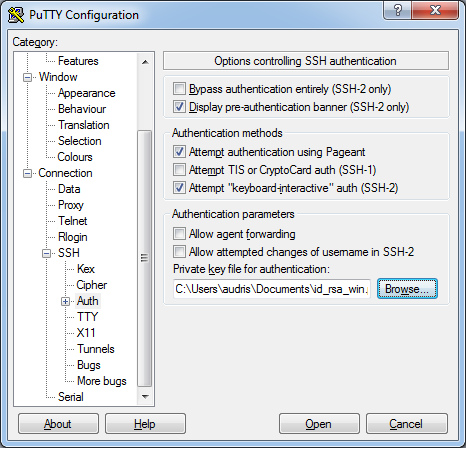 PuTTY Configuration
Category:
Features
Window
Appearance
Behaviour
Translation
Selection
Colours
Connection
Data
Proxy
Telnet
Rlogin
SSH
Kex
Cipher
Auth
TTY
X11
Tunnels
Bugs
More bugs
Serial
Options controlling SSH authentication
Bypass authentication entirely (SSH-2 only)
Display pre-authentication banner (SSH-2 only)
Authentication methods
Attempt authentication using Pageant
Attempt TIS or CryptoCard auth (SSH-1)
Attempt "keyboard-interactive" auth (SSH-2)
Authentication parameters
Allow agent forwarding
Allow attempted changes of username in SSH-2
Private key file for authentication:
C:\Users\audris\Documents\id_rsa_win.
Browse...
About
Help
Open
Cancel